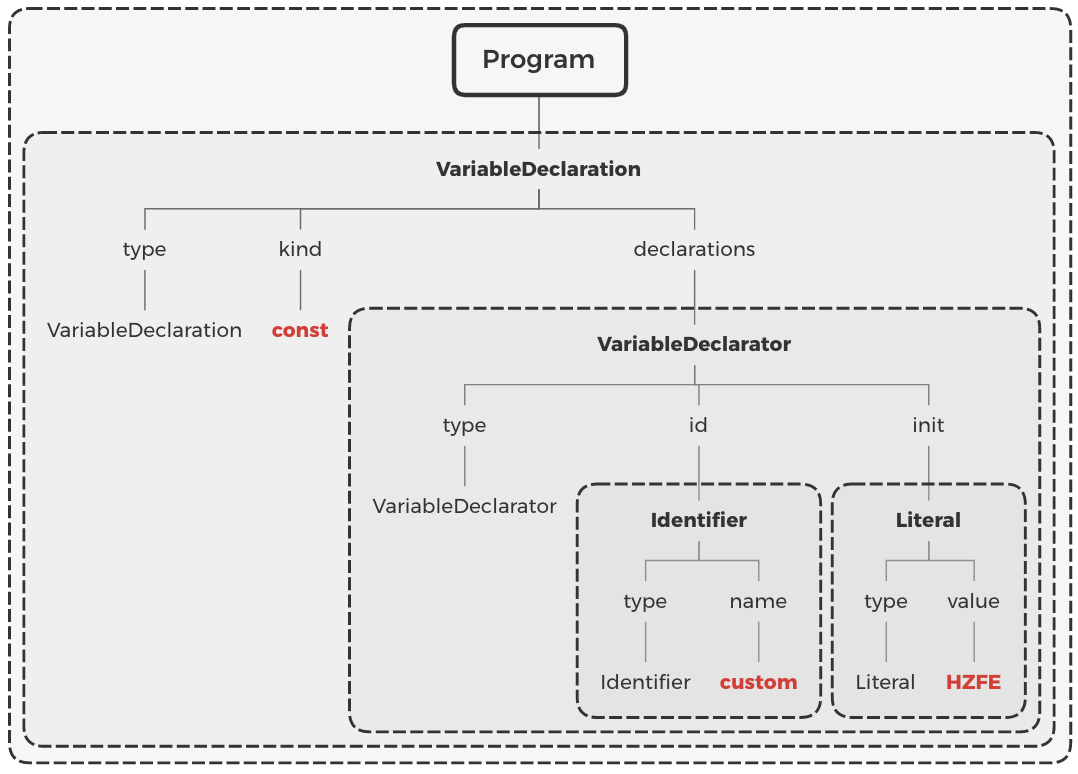 Program
VariableDeclaration
type kind declarations
VariableDeclaration const
VariableDeclarator
type id init
VariableDeclarator
Identifier Literal
type name type value
Identifier custom Literal HZFE